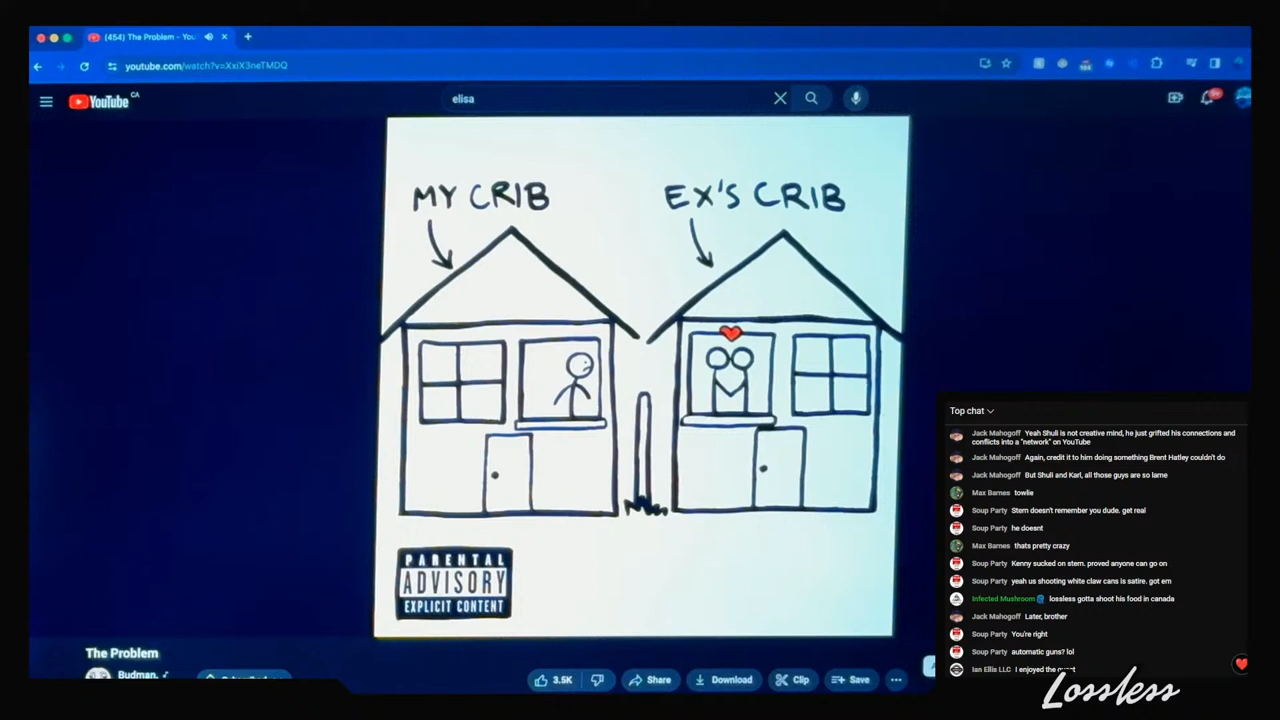 (454) The Problem - You
youtube.com/watch?v=XxiX3neTMDQ
YouTube CA
elisa
9+
MY CRIB
EX'S CRIB
PARENTAL
ADVISORY
EXPLICIT CONTENT
The Problem
Budman.
3.5K
Share
Download
Clip
Save
Top chat
Jack Mahogoff Yeah Shuli is not creative mind, he just grifted his connections and
conflicts into a "network" on YouTube
Jack Mahogoff Again, credit it to him doing something Brent Hatley couldn't do
Jack Mahogoff But Shuli and Karl, all those guys are so lame
Max Barnes towlie
Soup Party Stern doesn't remember you dude. get real
Soup Party he doesnt
Max Barnes thats pretty crazy
Soup Party Kenny sucked on stern. proved anyone can go on
Soup Party yeah us shooting white claw cans is satire. got em
Infected Mushroom lossless gotta shoot his food in canada
Jack Mahogoff Later, brother
Soup Party You're right
Soup Party automatic guns? lol
Ian Ellis LLC I enjoyed the guest
Lossless